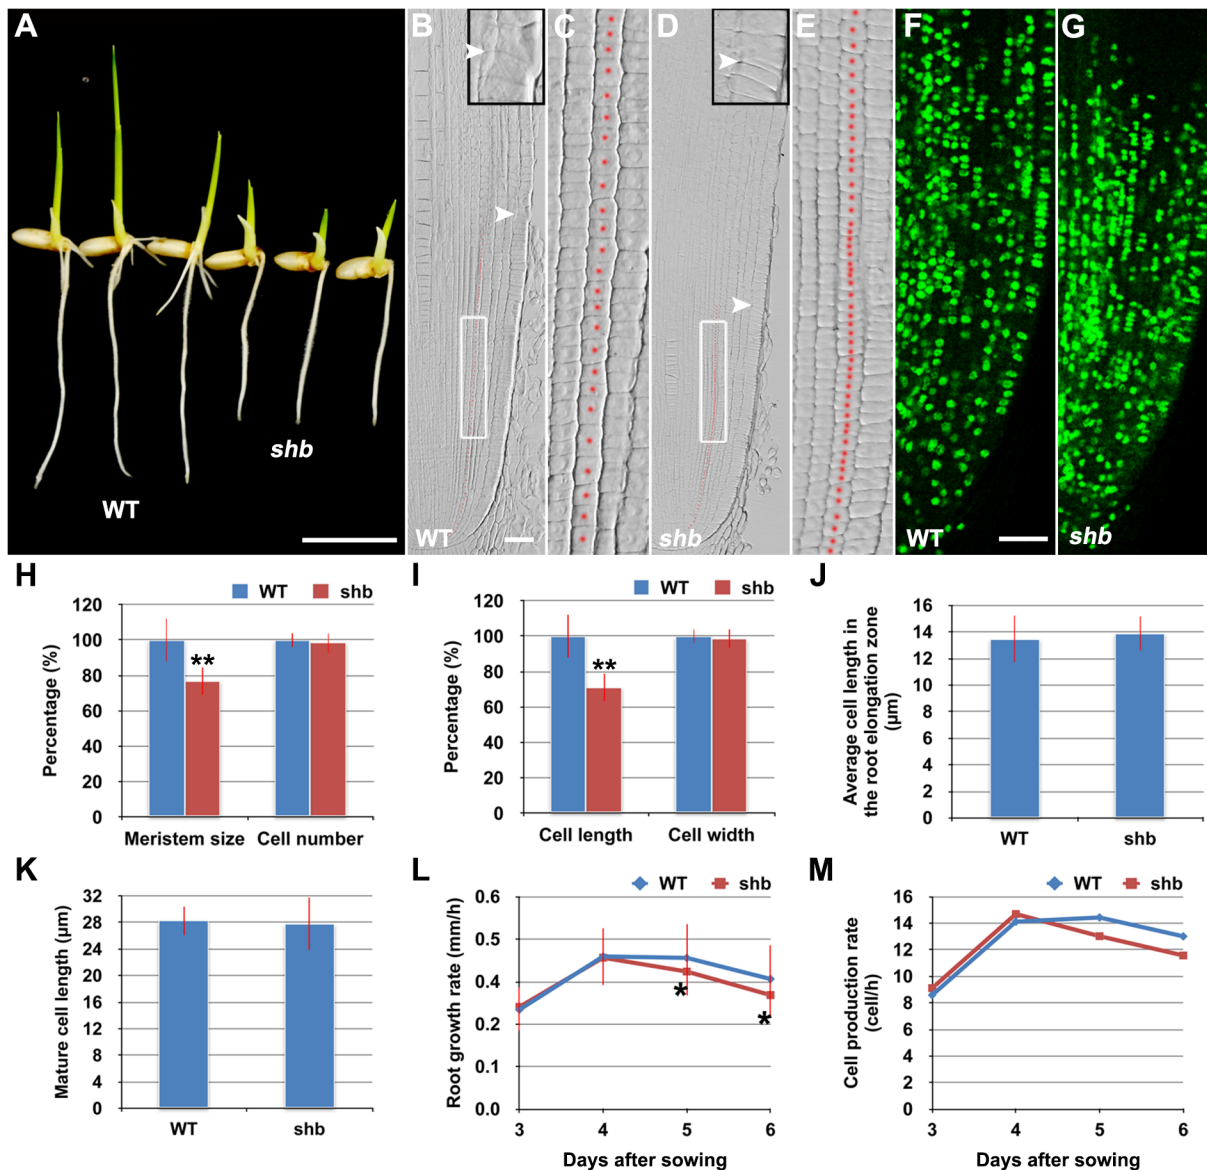 A
B
C
D
E
F
G
WT
shb
WT
shb
WT
shb
H
WT shb
120
100
80
60
40
20
0
Percentage (%)
**
Meristem size Cell number
I
WT shb
120
100
80
60
40
20
0
Percentage (%)
**
Cell length Cell width
J
16
14
12
10
8
6
4
2
0
Average cell length in
the root elongation zone
(µm)
WT shb
K
32
28
24
20
16
12
8
4
0
Mature cell length (µm)
WT shb
L
WT shb
0.6
0.5
0.4
0.2
0.1
0.0
Root growth rate (mm/h)
*
*
3 4 5 6
Days after sowing
M
WT shb
16
14
12
10
8
6
4
2
0
Cell production rate
(cell/h)
3 4 5 6
Days after sowing